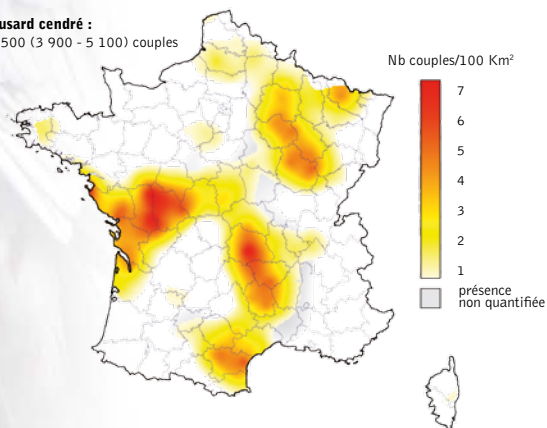 usard cendré :
500 (3 900 - 5 100) couples
Nb couples/100 Km²
7
6
5
4
3
2
1
présence
non quantifiée